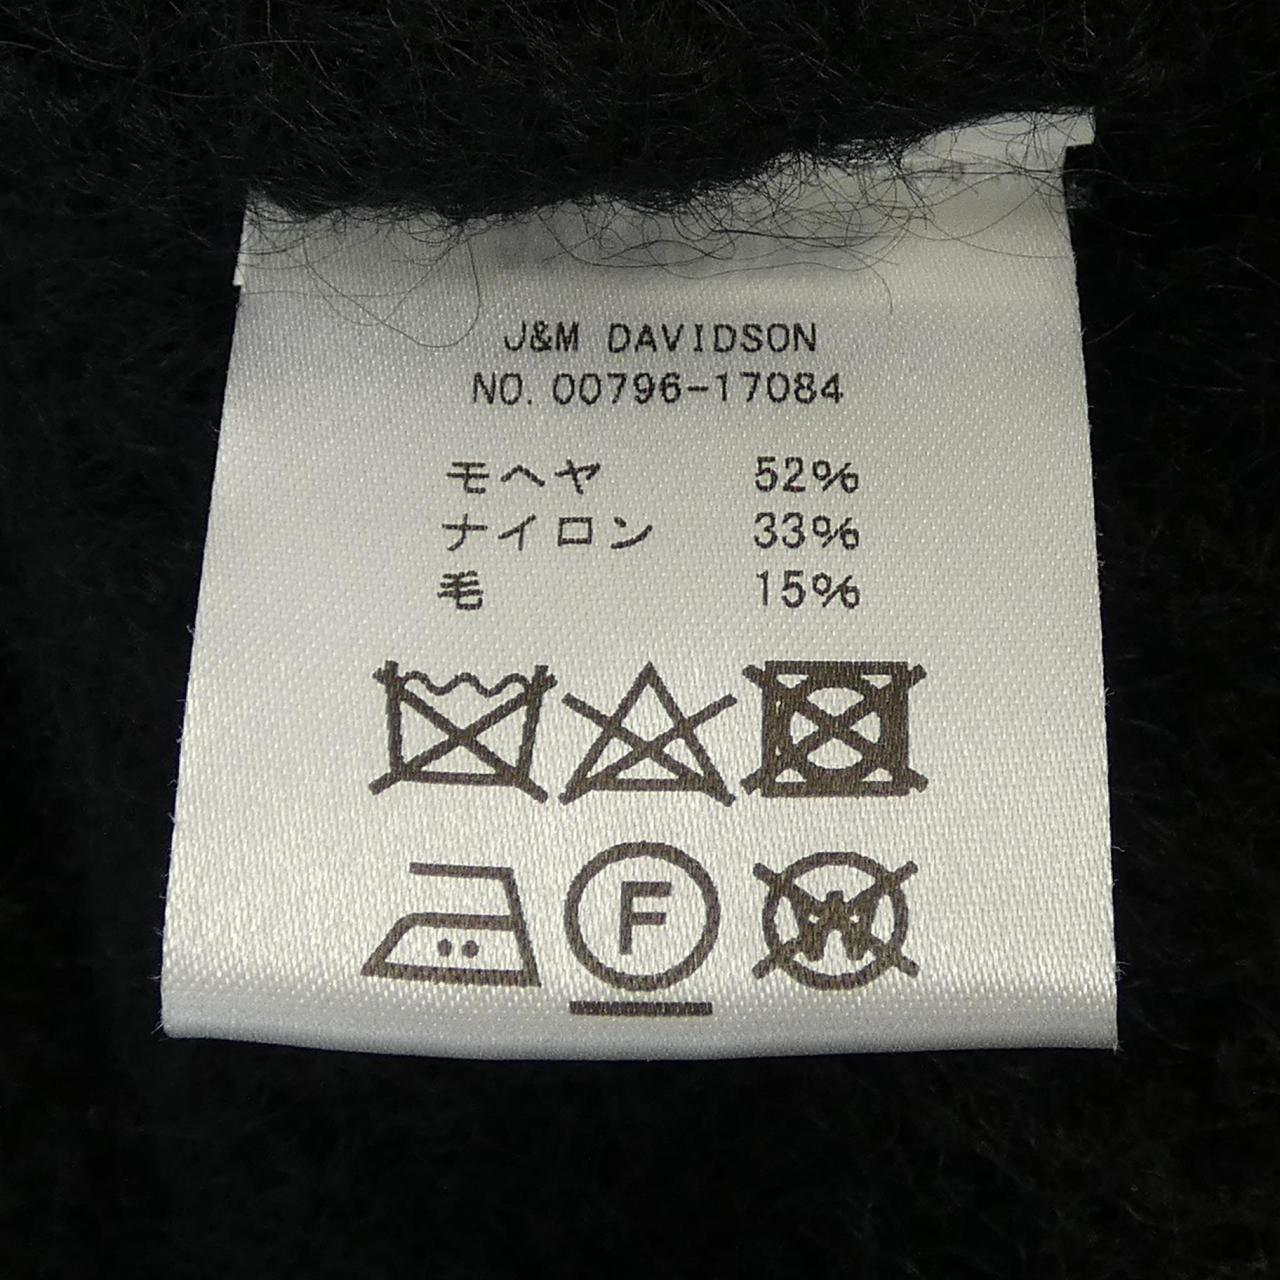 J&M DAVIDSON
NO. 00796-17084
モヘヤ 52%
ナイロン 33%
毛 15%
F
W